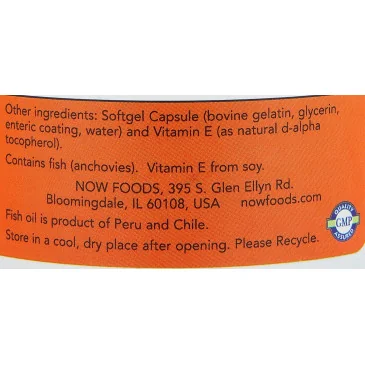 Other ingredients: Softgel Capsule (bovine gelatin, glycerin,
enteric coating, water) and Vitamin E (as natural d-alpha
tocopherol).
Contains fish (anchovies). Vitamin E from soy.
NOW FOODS, 395 S. Glen Ellyn Rd.
Bloomingdale, IL 60108, USA nowfoods.com
Fish oil is product of Peru and Chile.
Store in a cool, dry place after opening. Please Recycle.
QUALITY
GMP
ASSURED